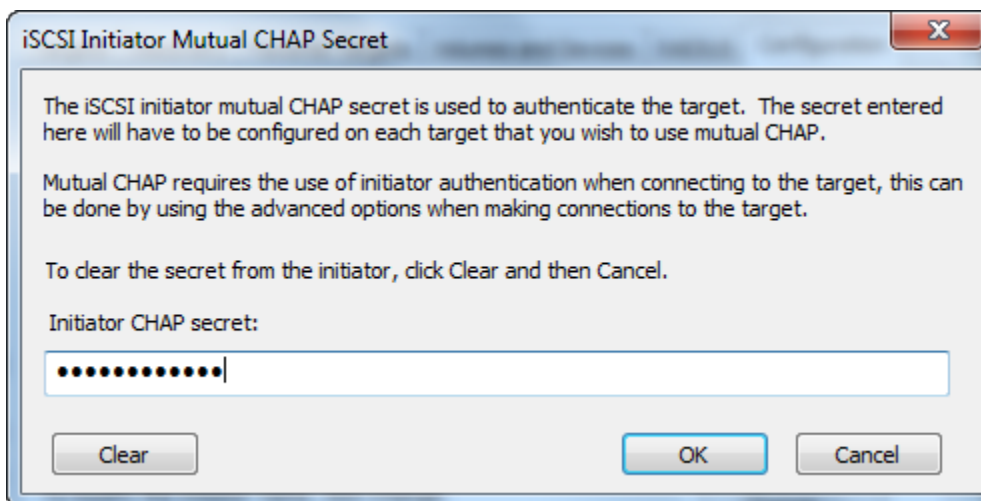 iSCSI Initiator Mutual CHAP Secret
The iSCSI initiator mutual CHAP secret is used to authenticate the target.  The secret entered
here will have to be configured on each target that you wish to use mutual CHAP.
Mutual CHAP requires the use of initiator authentication when connecting to the target, this can
be done by using the advanced options when making connections to the target.
To clear the secret from the initiator, click Clear and then Cancel.
Initiator CHAP secret:
●●●●●●●●●●●●
Clear
OK
Cancel